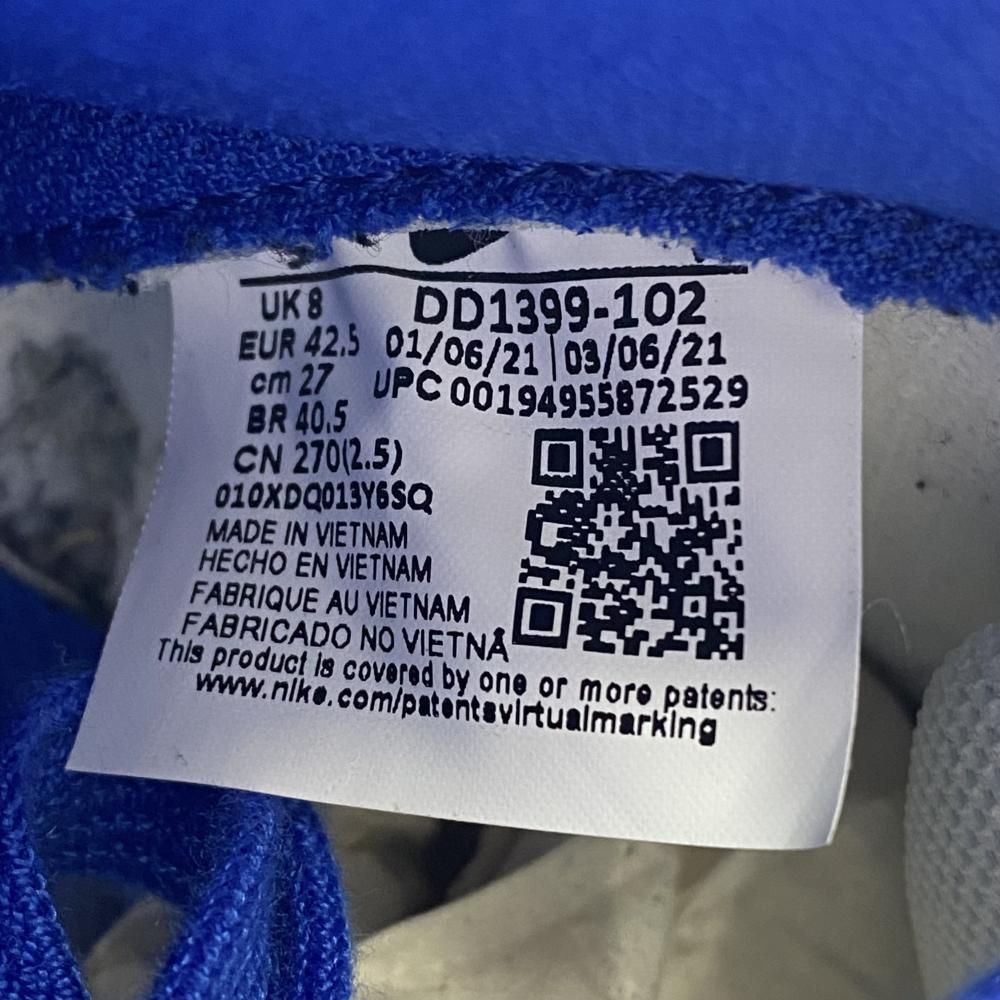 UK 8
EUR 42.5
cm 27
BR 40.5
CN 270(2.5)
010XDQ013Y6SQ
DD1399-102
01/06/21 | 03/06/21
UPC 00194955872529
MADE IN VIETNAM
HECHO EN VIETNAM
FABRIQUE AU VIETNAM
FABRICADO NO VIETNÃ
This product is covered by one or more patents:
www.nike.com/patentsvirtualmarking